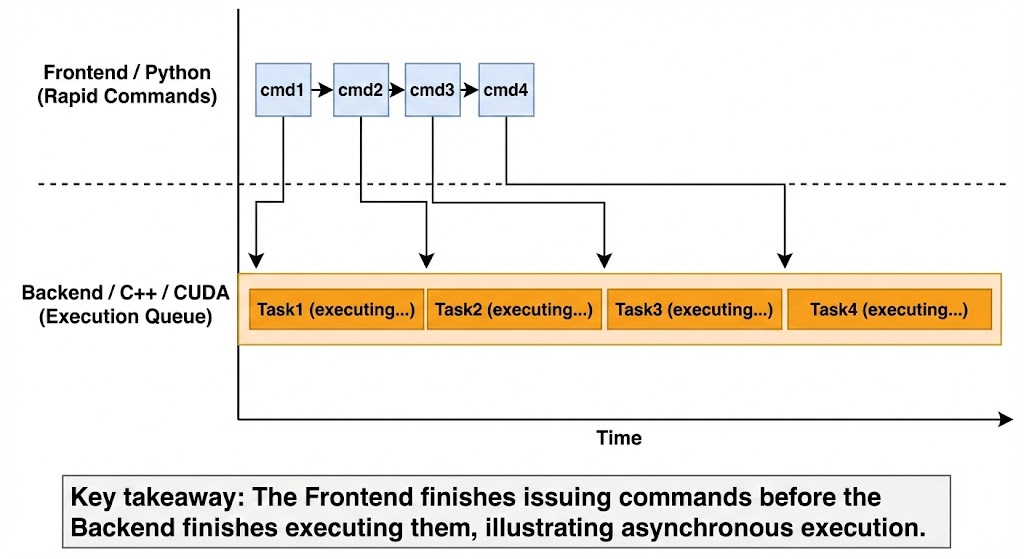 Frontend / Python
(Rapid Commands)
cmd1
cmd2
cmd3
cmd4
Backend / C++ / CUDA
(Execution Queue)
Task1 (executing...)
Task2 (executing...)
Task3 (executing...)
Task4 (executing...)
Time
Key takeaway: The Frontend finishes issuing commands before the
Backend finishes executing them, illustrating asynchronous execution.